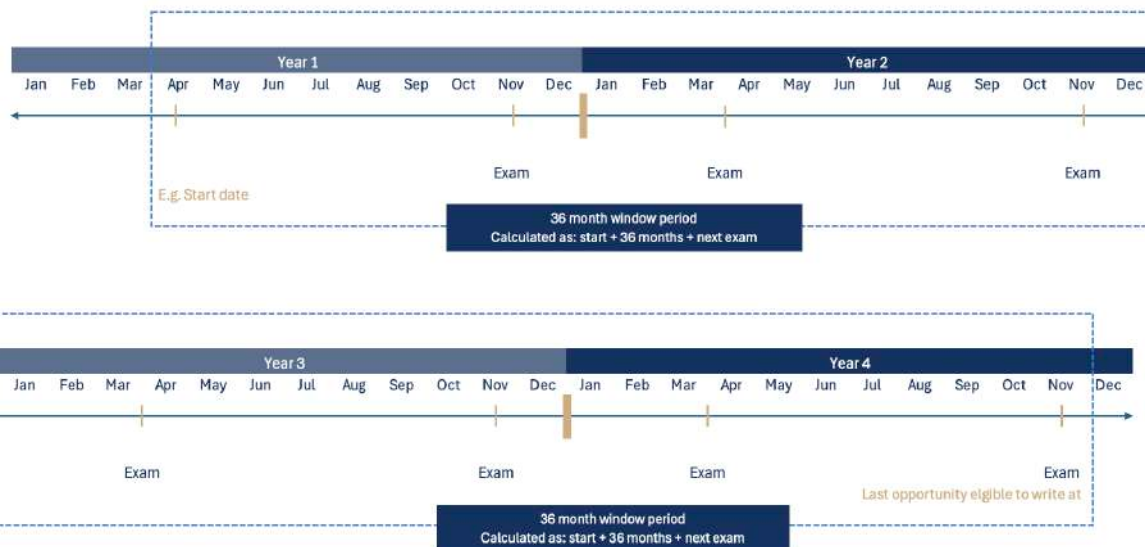 Year 1 Year 2
Jan Feb Mar Apr May Jun Jul Aug Sep Oct Nov Dec Jan Feb Mar Apr May Jun Jul Aug Sep Oct Nov Dec
Exam Exam Exam
E.g. Start date
36 month window period
Calculated as: start + 36 months + next exam
Year 3 Year 4
Jan Feb Mar Apr May Jun Jul Aug Sep Oct Nov Dec Jan Feb Mar Apr May Jun Jul Aug Sep Oct Nov Dec
Exam Exam Exam Exam
Last opportunity elgible to write at
36 month window period
Calculated as: start + 36 months + next exam